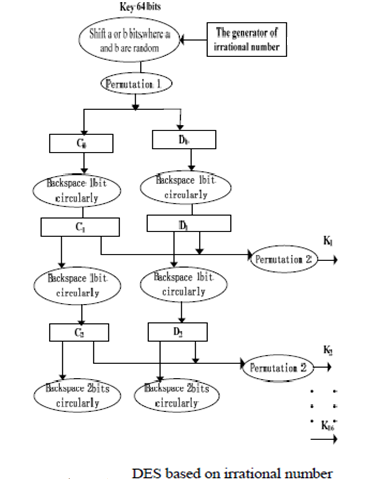 Key 64 bits
Shift a or b bits, where a
and b are random
The generator of
irrational number
Permutation 1
C0
D0
Backspace 1bit
circularly
Backspace 1bit
circularly
C1
D1
K1
Permutation 2
Backspace 1bit
circularly
Backspace 1bit
circularly
C2
D2
K2
Permutation 2
Backspace 2bits
circularly
Backspace 2bits
circularly
K16
DES based on irrational number